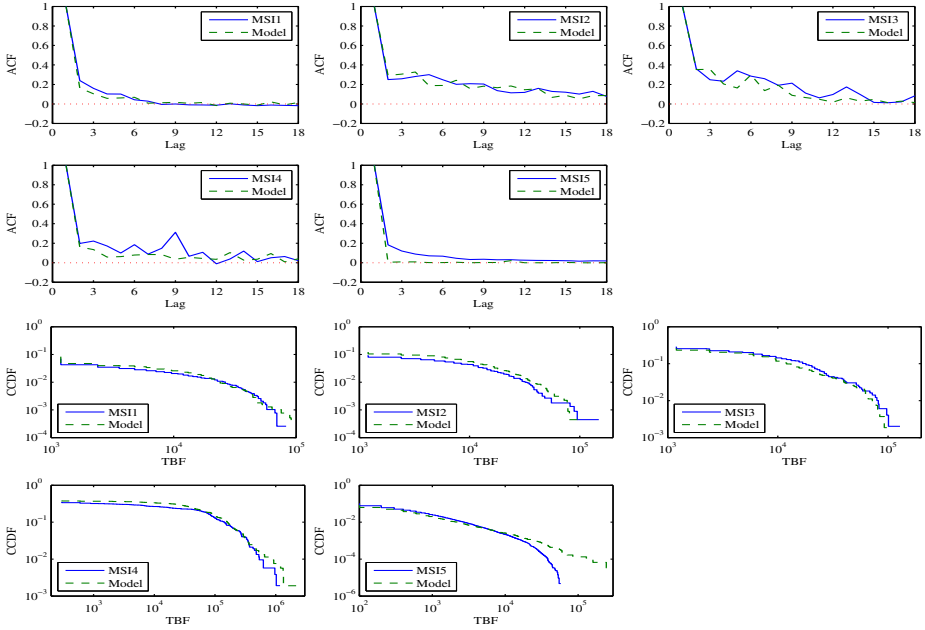 1
0.8
0.6
0.4
0.2
0
−0.2
ACF
1 3 6 9 12 15 18
Lag
MSI1
Model
1
0.8
0.6
0.4
0.2
0
−0.2
ACF
1 3 6 9 12 15 18
Lag
MSI2
Model
1
0.8
0.6
0.4
0.2
0
−0.2
ACF
1 3 6 9 12 15 18
Lag
MSI3
Model
1
0.8
0.6
0.4
0.2
0
−0.2
ACF
1 3 6 9 12 15 18
Lag
MSI4
Model
1
0.8
0.6
0.4
0.2
0
−0.2
ACF
1 3 6 9 12 15 18
Lag
MSI5
Model
10^0
10^−1
10^−2
10^−3
10^−4
CCDF
10^3 10^4 10^5
TBF
MSI1
Model
10^0
10^−1
10^−2
10^−3
10^−4
CCDF
10^3 10^4 10^5
TBF
MSI2
Model
10^0
10^−1
10^−2
10^−3
CCDF
10^3 10^4 10^5
TBF
MSI3
Model
10^0
10^−1
10^−2
10^−3
CCDF
10^3 10^4 10^5 10^6
TBF
MSI4
Model
10^0
10^−2
10^−4
10^−6
CCDF
10^2 10^3 10^4 10^5
TBF
MSI5
Model